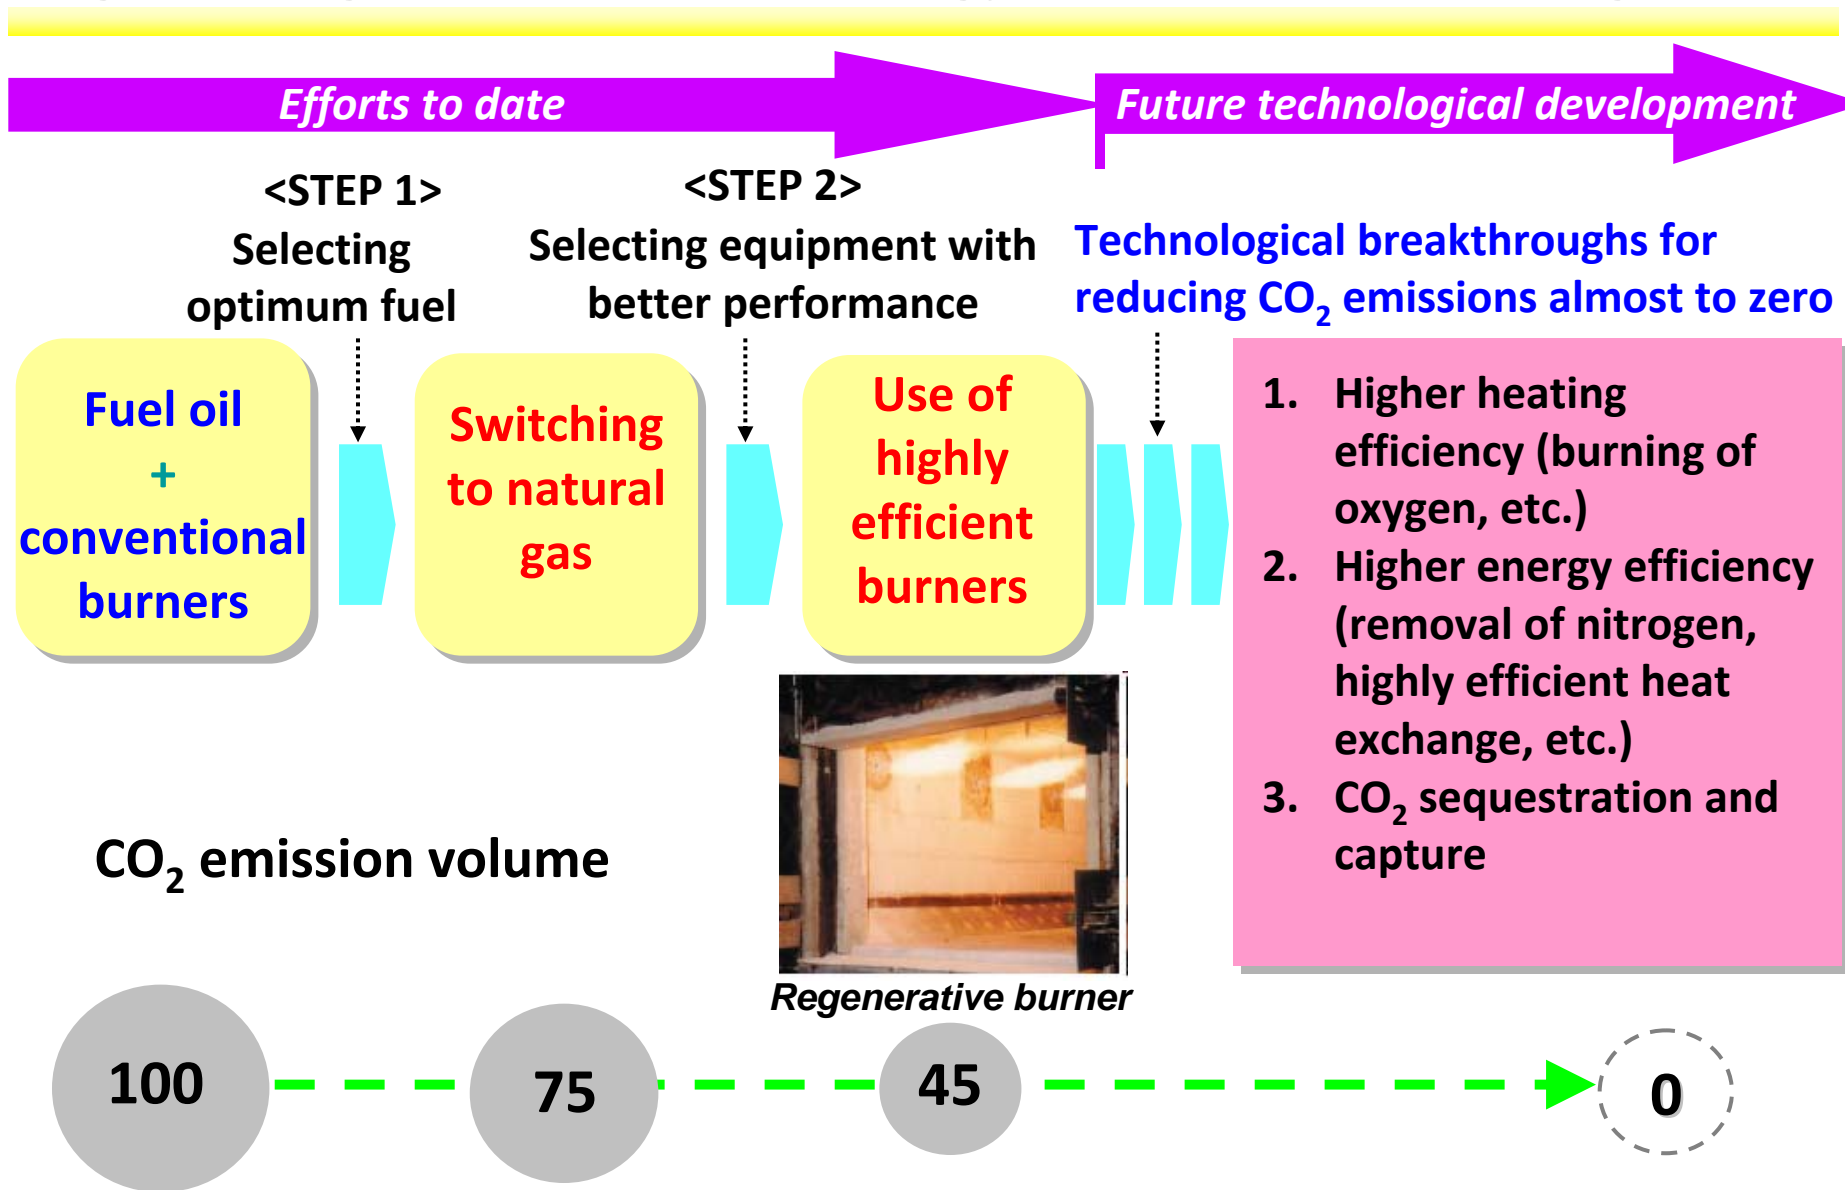 Efforts to date
Future technological development
<STEP 1>
Selecting
optimum fuel
<STEP 2>
Selecting equipment with
better performance
Technological breakthroughs for
reducing CO2 emissions almost to zero
Fuel oil
+
conventional
burners
Switching
to natural
gas
Use of
highly
efficient
burners
1. Higher heating
efficiency (burning of
oxygen, etc.)
2. Higher energy efficiency
(removal of nitrogen,
highly efficient heat
exchange, etc.)
3. CO2 sequestration and
capture
Regenerative burner
CO2 emission volume
100
75
45
0